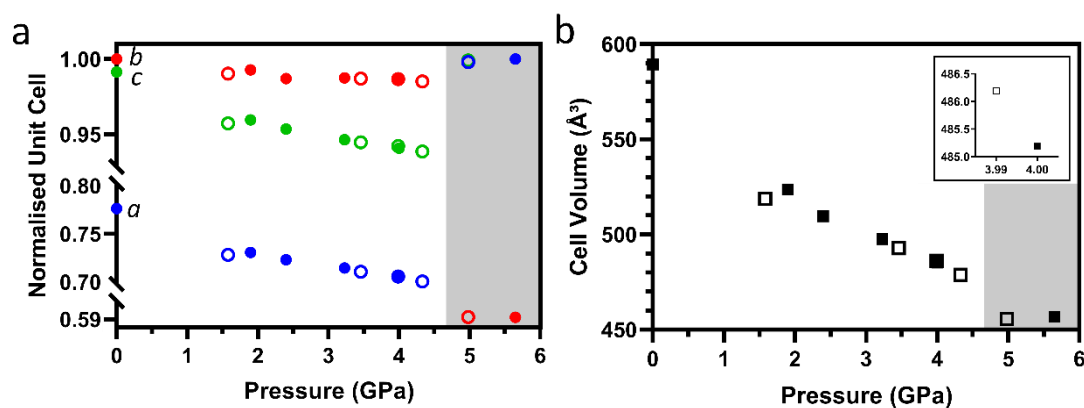 a
Normalised Unit Cell
1.00
0.95
0.80
0.75
0.70
0.59
b
c
a
0 1 2 3 4 5 6
Pressure (GPa)
b
Cell Volume (Å³)
600
550
500
450
486.5
486.0
485.5
485.0
3.99 4.00
0 1 2 3 4 5 6
Pressure (GPa)